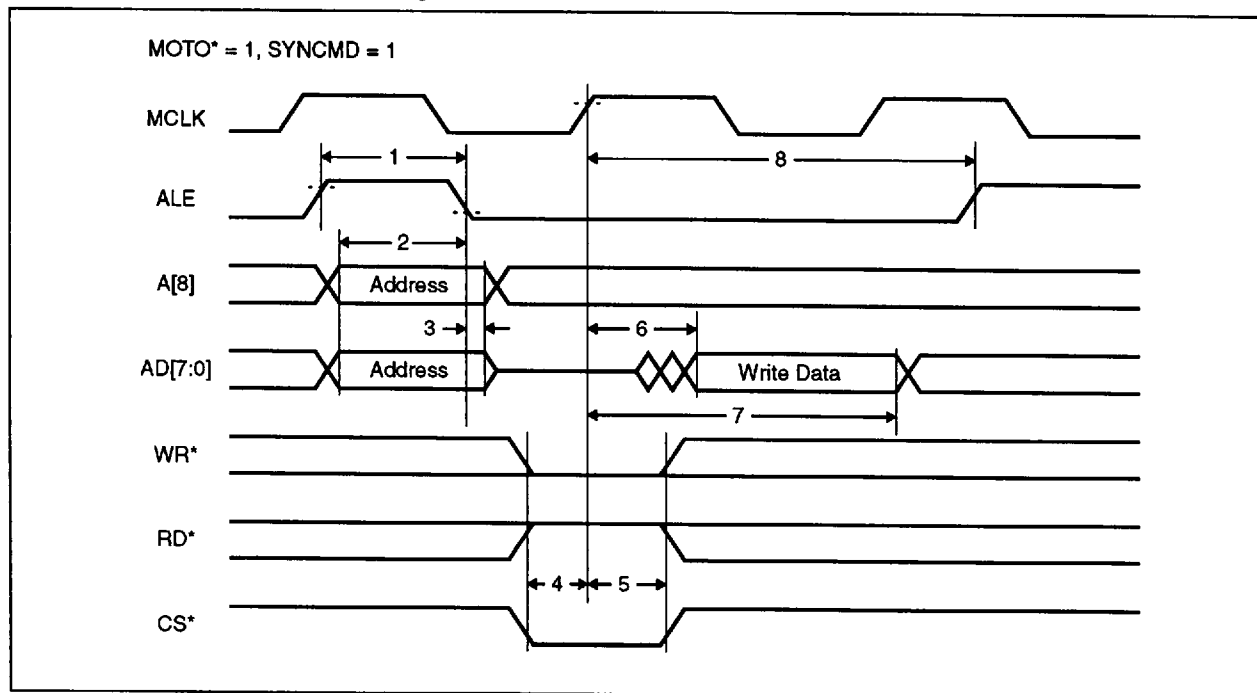 MOTO* = 1, SYNCMD = 1
MCLK
1
8
ALE
2
A[8]
Address
3
6
AD[7:0]
Address
Write Data
7
WR*
RD*
4
5
CS*